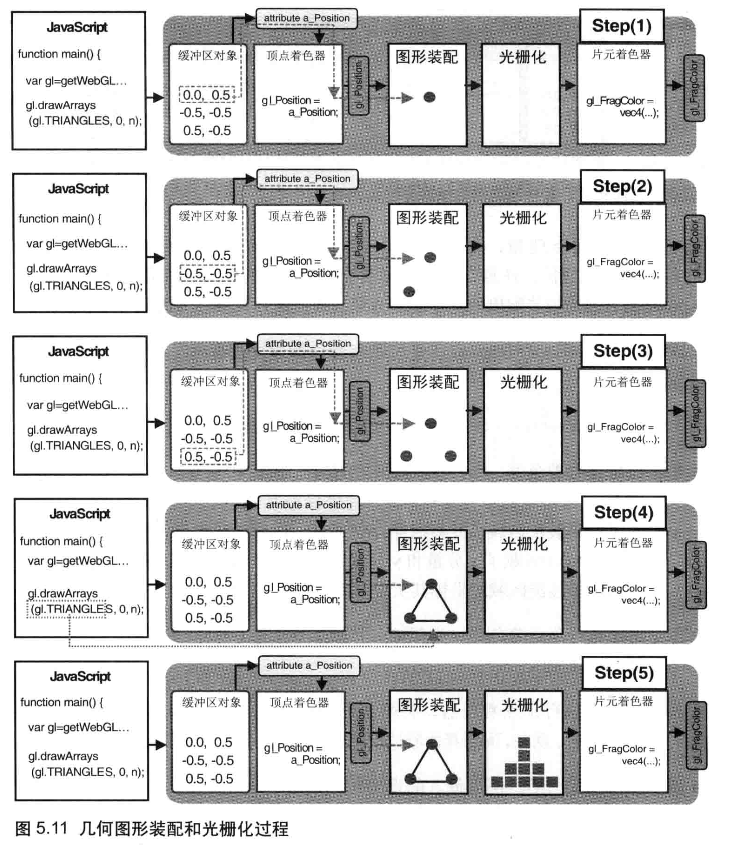 attribute a_Position
Step(1)
JavaScript
function main() {
var gl=getWebGL...
gl.drawArrays
(gl.TRIANGLES, 0, n);
缓冲区对象
0.0, 0.5
-0.5, -0.5
0.5, -0.5
顶点着色器
gl_Position =
a_Position;
gl_Position
图形装配
光栅化
片元着色器
gl_FragColor =
vec4(...);
gl_FragColor
attribute a_Position
Step(2)
JavaScript
function main() {
var gl=getWebGL...
gl.drawArrays
(gl.TRIANGLES, 0, n);
缓冲区对象
0.0, 0.5
-0.5, -0.5
0.5, -0.5
顶点着色器
gl_Position =
a_Position;
gl_Position
图形装配
光栅化
片元着色器
gl_FragColor =
vec4(...);
gl_FragColor
attribute a_Position
Step(3)
JavaScript
function main() {
var gl=getWebGL...
gl.drawArrays
(gl.TRIANGLES, 0, n);
缓冲区对象
0.0, 0.5
-0.5, -0.5
0.5, -0.5
顶点着色器
gl_Position =
a_Position;
gl_Position
图形装配
光栅化
片元着色器
gl_FragColor =
vec4(...);
gl_FragColor
attribute a_Position
Step(4)
JavaScript
function main() {
var gl=getWebGL...
gl.drawArrays
(gl.TRIANGLES, 0, n);
缓冲区对象
0.0, 0.5
-0.5, -0.5
0.5, -0.5
顶点着色器
gl_Position =
a_Position;
gl_Position
图形装配
光栅化
片元着色器
gl_FragColor =
vec4(...);
gl_FragColor
attribute a_Position
Step(5)
JavaScript
function main() {
var gl=getWebGL...
gl.drawArrays
(gl.TRIANGLES, 0, n);
缓冲区对象
0.0, 0.5
-0.5, -0.5
0.5, -0.5
顶点着色器
gl_Position =
a_Position;
gl_Position
图形装配
光栅化
片元着色器
gl_FragColor =
vec4(...);
gl_FragColor
图 5.11 几何图形装配和光栅化过程